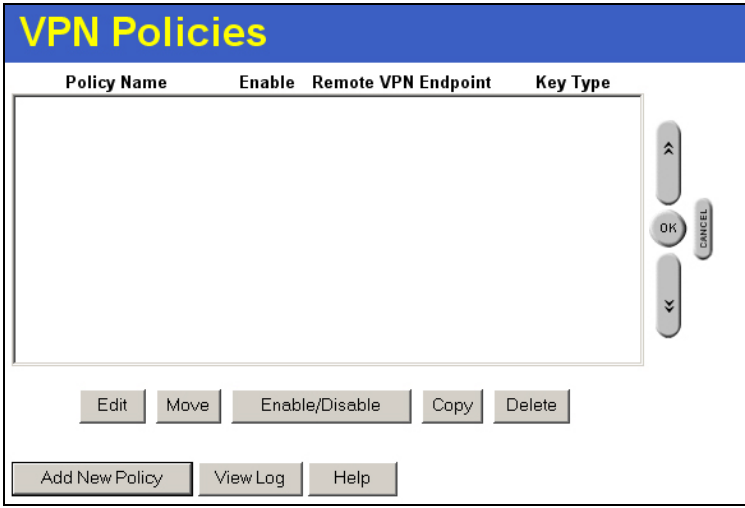 VPN Policies
Policy Name Enable Remote VPN Endpoint Key Type
OK
CANCEL
Edit Move Enable/Disable Copy Delete
Add New Policy View Log Help